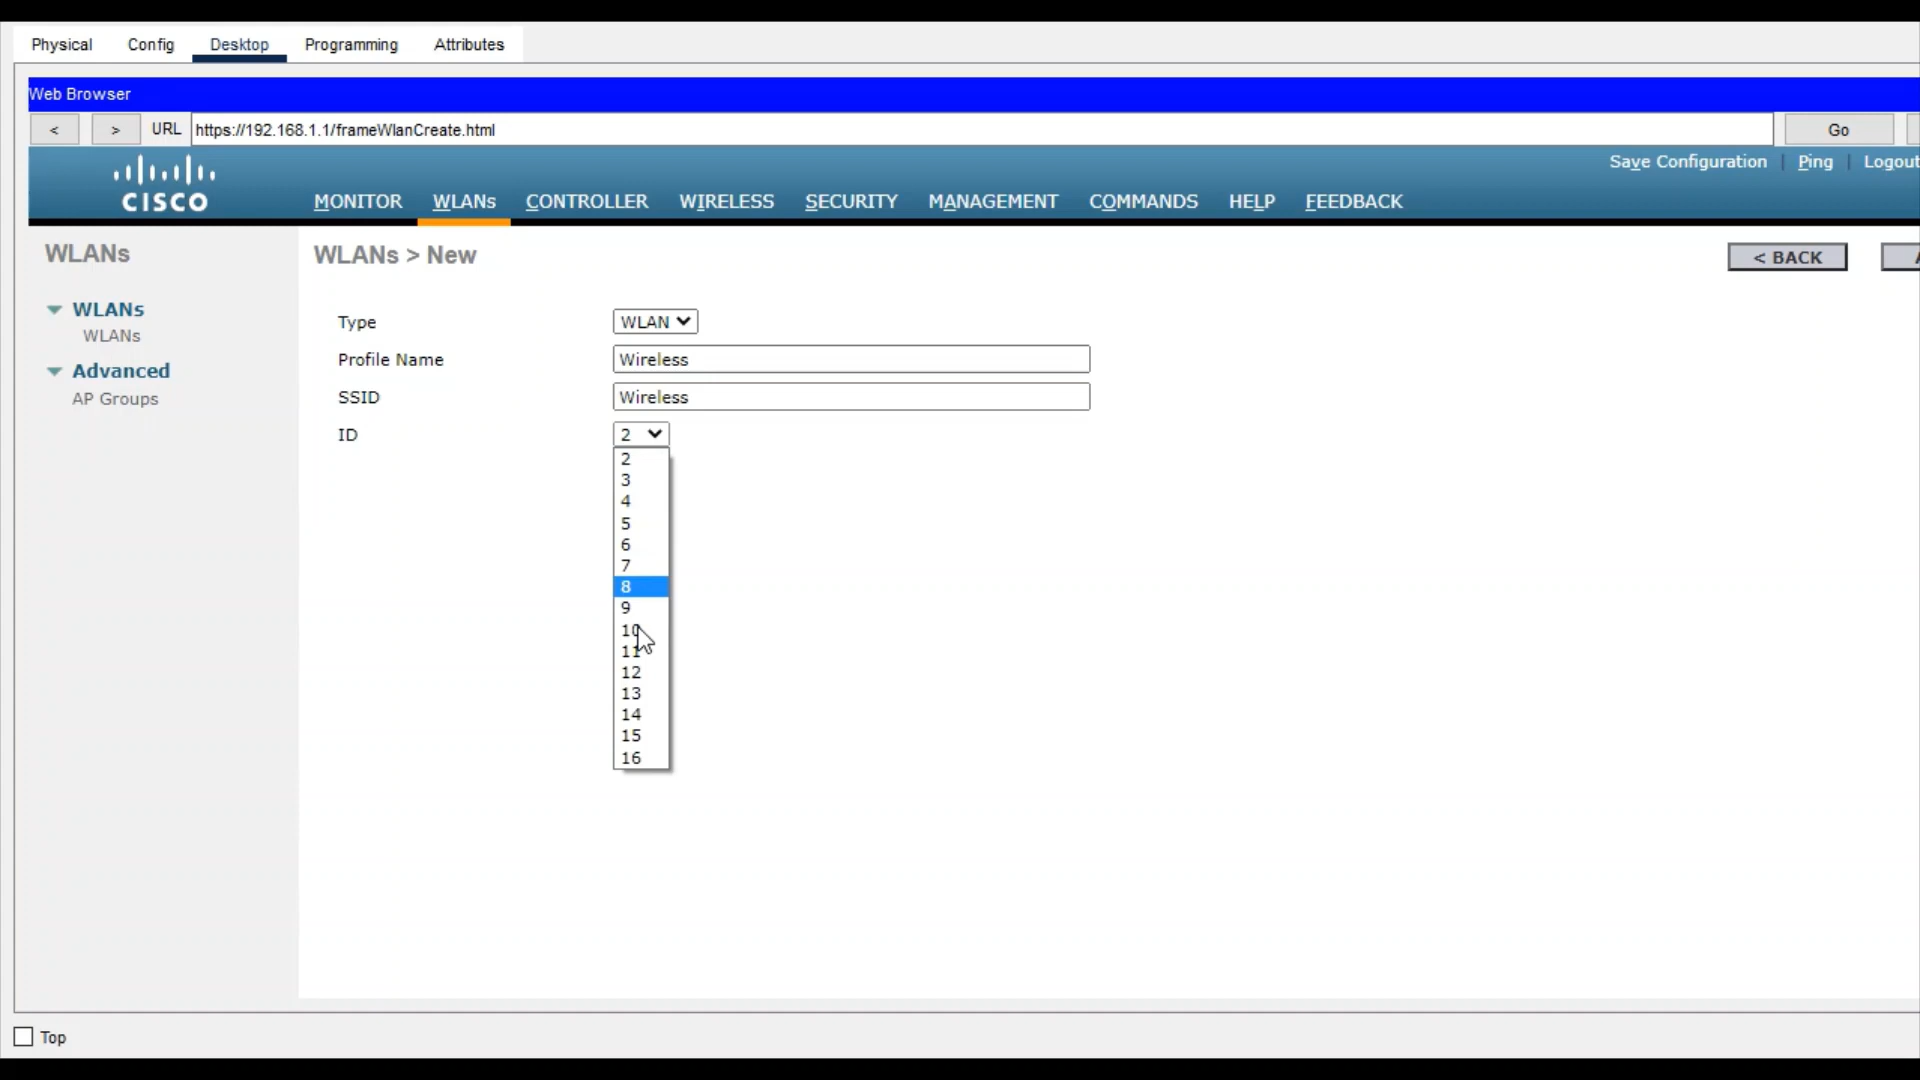 Physical Config Desktop Programming Attributes
Web Browser
< > URL https://192.168.1.1/frameWlanCreate.html Go
Save Configuration | Ping | Logout
CISCO
MONITOR WLANs CONTROLLER WIRELESS SECURITY MANAGEMENT COMMANDS HELP FEEDBACK
WLANs
WLANs
WLANs
Advanced
AP Groups
WLANs > New
< BACK
Type WLAN
Profile Name Wireless
SSID Wireless
ID 2
2
3
4
5
6
7
8
9
10
11
12
13
14
15
16
Top